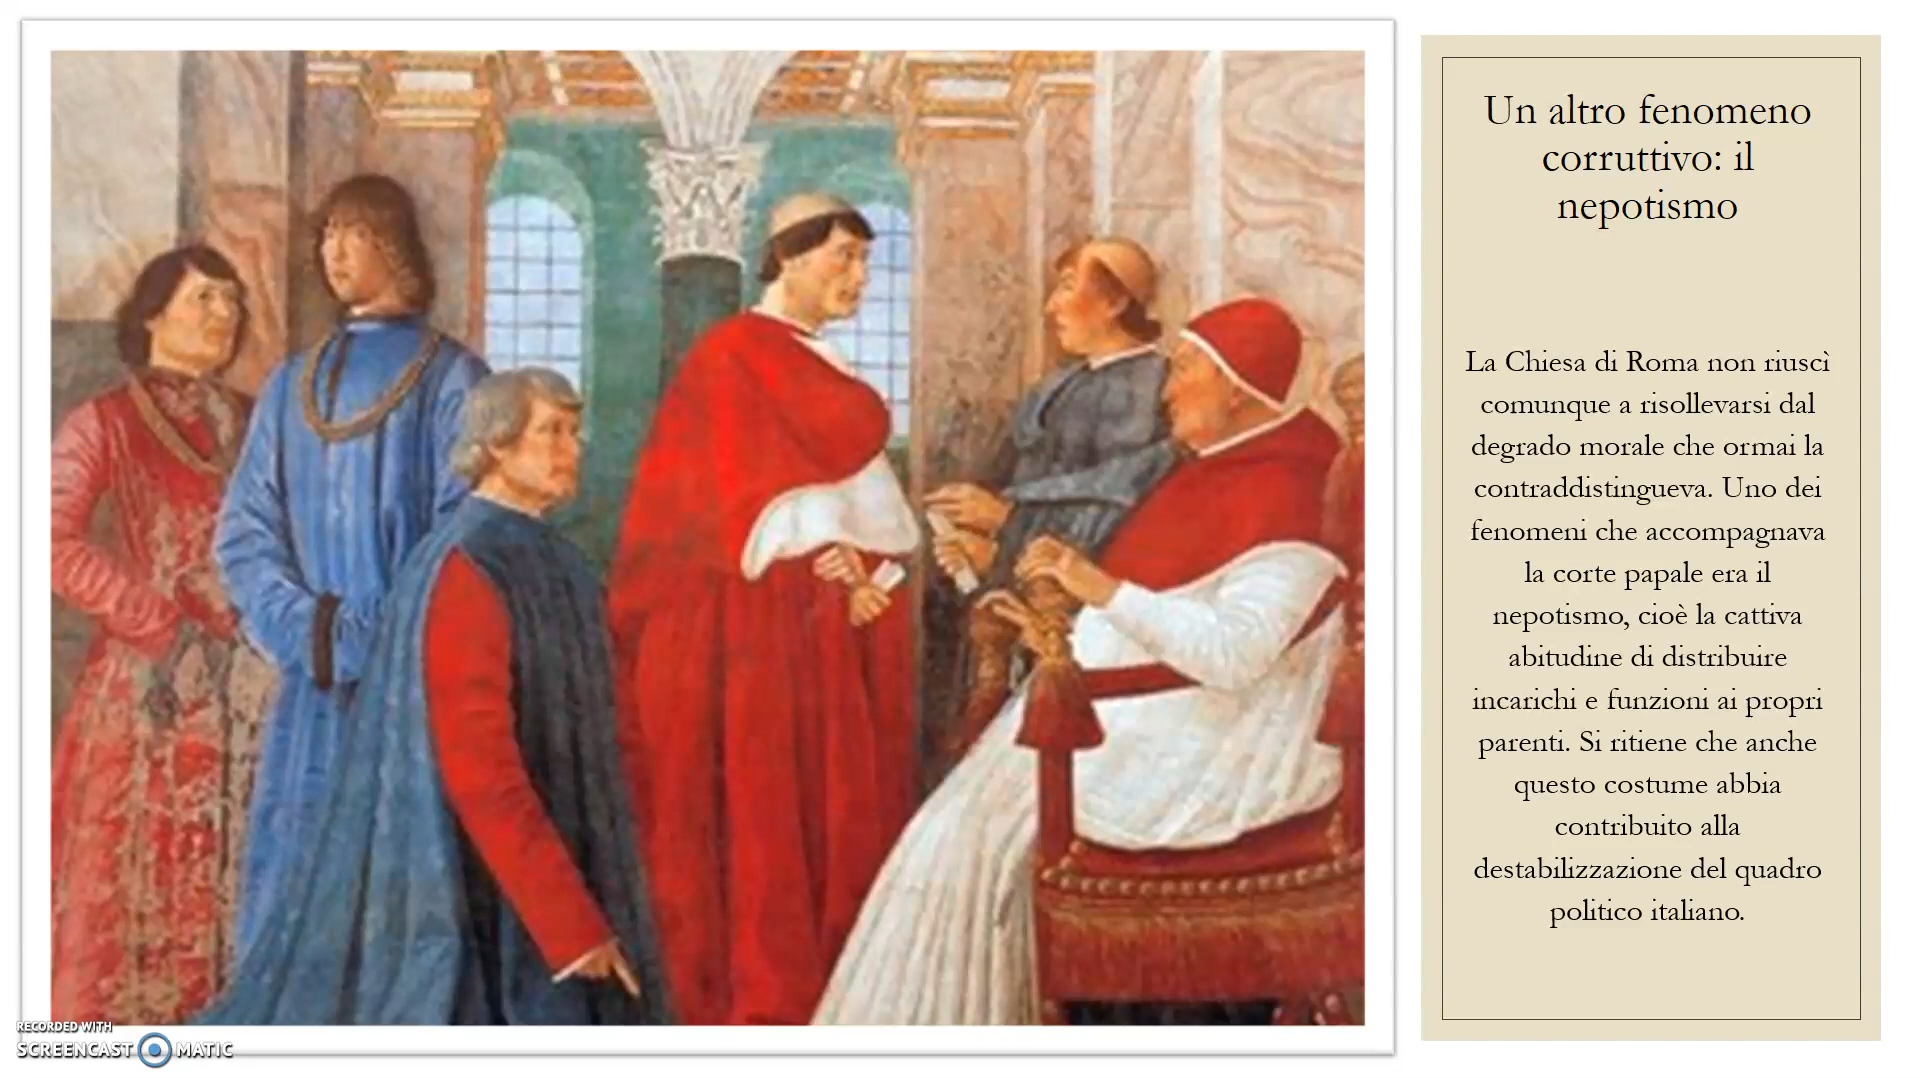 Un altro fenomeno
corruttivo: il
nepotismo
La Chiesa di Roma non riuscì
comunque a risollevarsi dal
degrado morale che ormai la
contraddistingueva. Uno dei
fenomeni che accompagnava
la corte papale era il
nepotismo, cioè la cattiva
abitudine di distribuire
incarichi e funzioni ai propri
parenti. Si ritiene che anche
questo costume abbia
contribuito alla
destabilizzazione del quadro
politico italiano.
RECORDED WITH
SCREENCAST MATIC